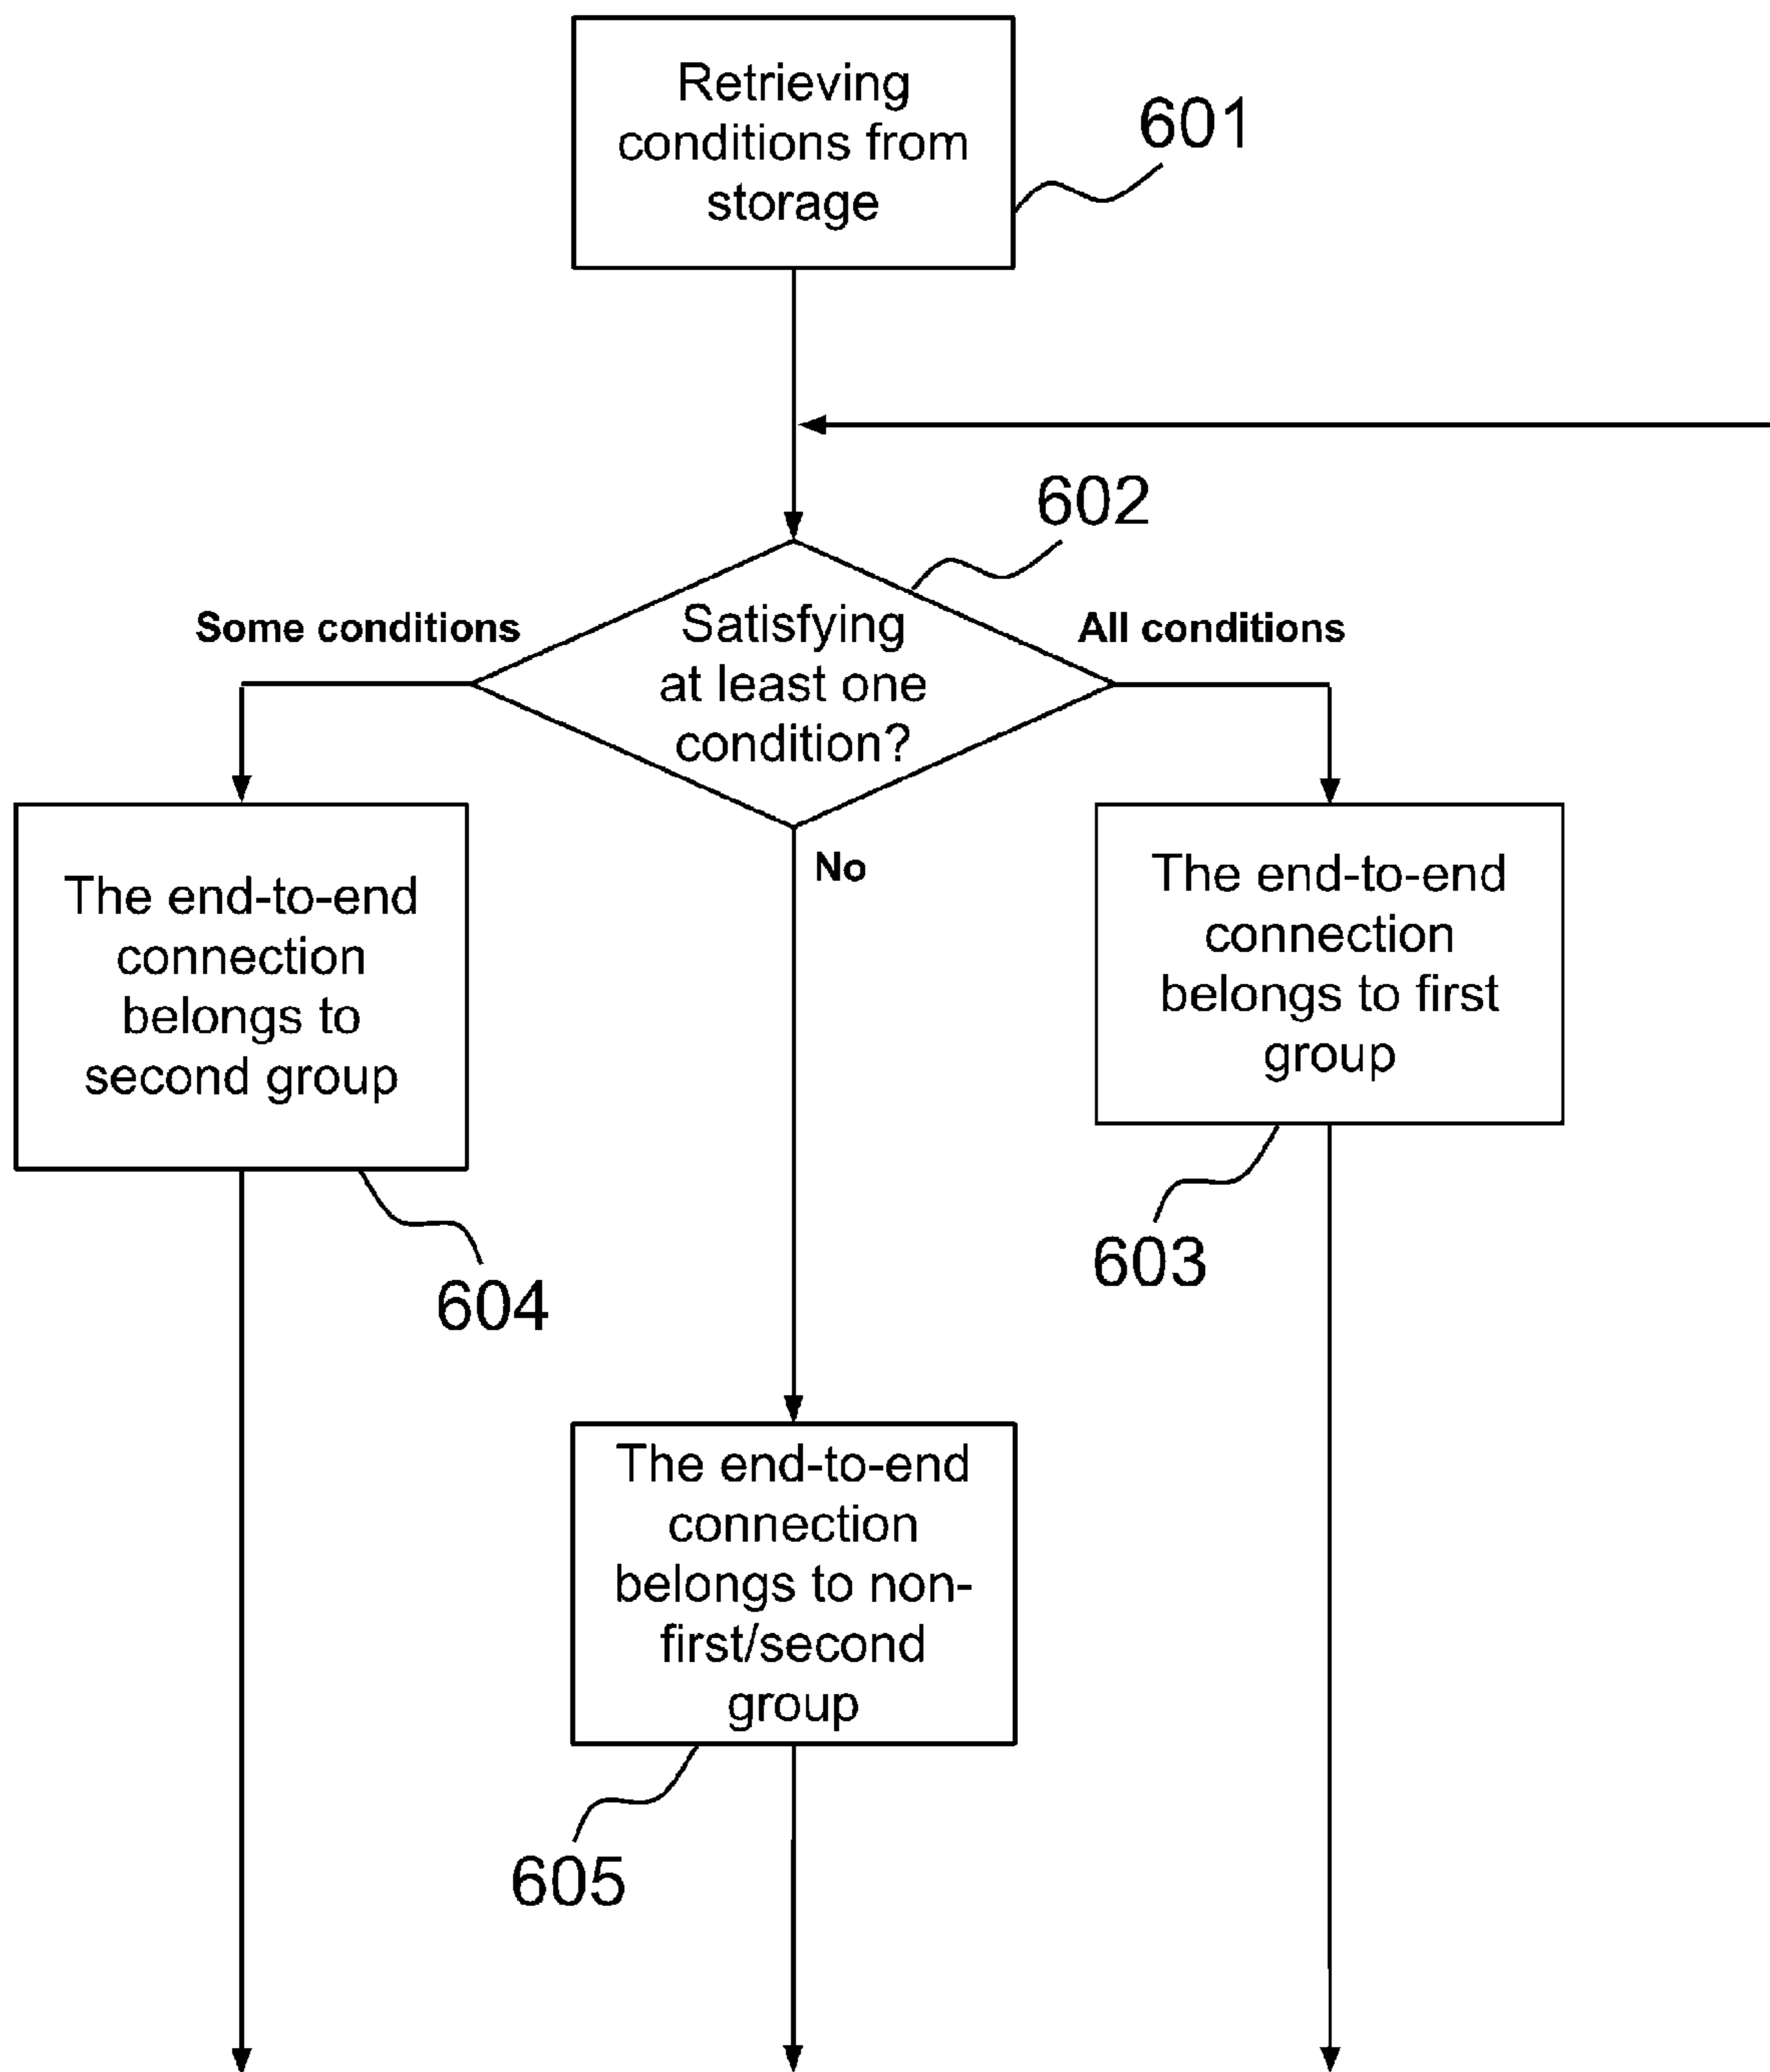 Retrieving
conditions from
storage
601
602
Some conditions
Satisfying
at least one
condition?
All conditions
No
The end-to-end
connection
belongs to
second group
604
The end-to-end
connection
belongs to first
group
603
The end-to-end
connection
belongs to non-
first/second
group
605